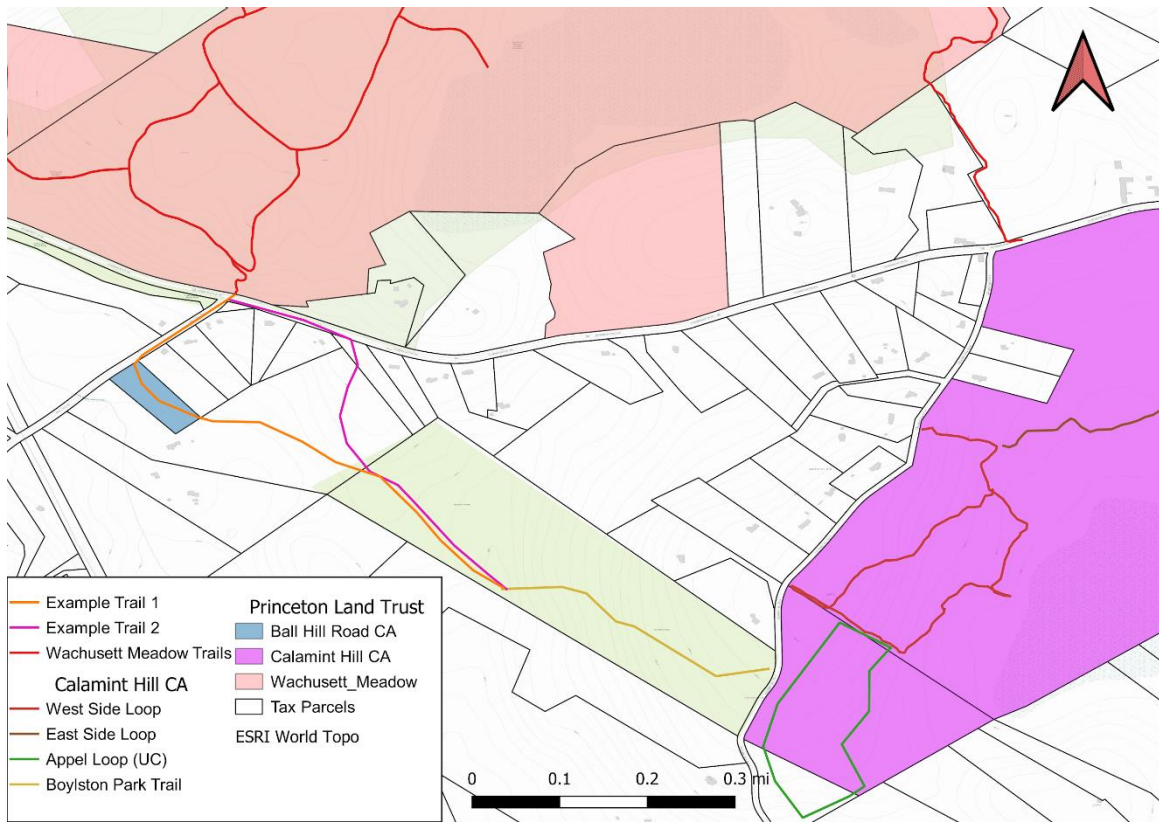 Example Trail 1
Example Trail 2
Wachusett Meadow Trails
Calamint Hill CA
West Side Loop
East Side Loop
Appel Loop (UC)
Boylston Park Trail
Princeton Land Trust
Ball Hill Road CA
Calamint Hill CA
Wachusett_Meadow
Tax Parcels
ESRI World Topo
0 0.1 0.2 0.3 mi